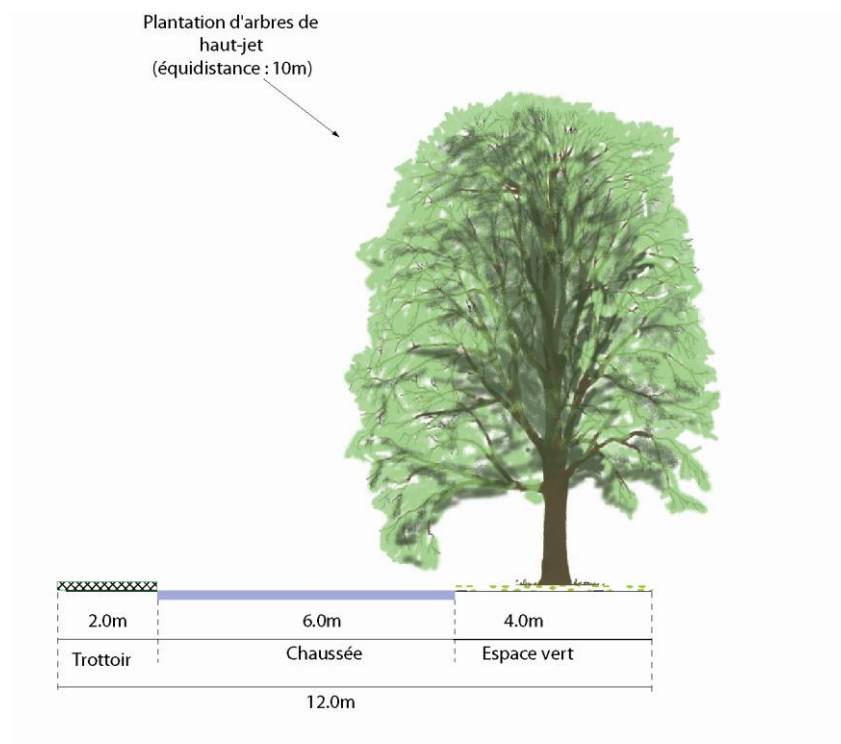 Plantation d'arbres de
haut-jet
(équidistance : 10m)
2.0m 6.0m 4.0m
Trottoir Chaussée Espace vert
12.0m